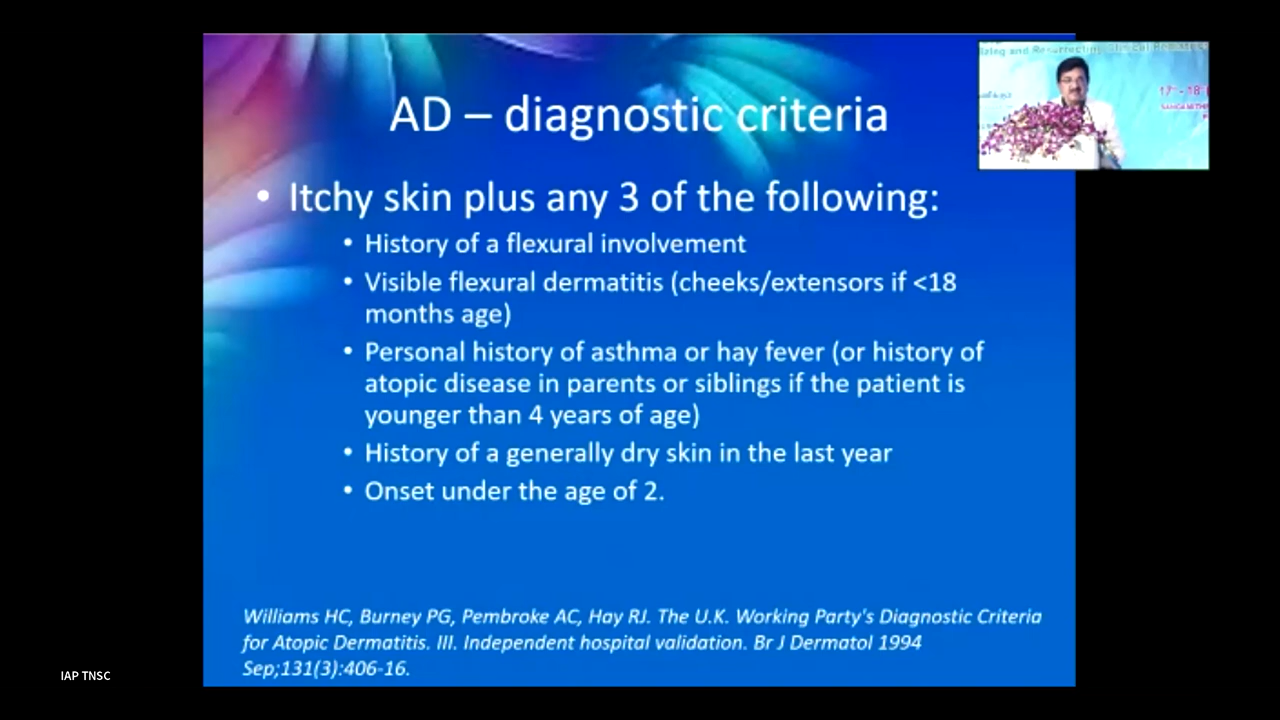 AD – diagnostic criteria
• Itchy skin plus any 3 of the following:
• History of a flexural involvement
• Visible flexural dermatitis (cheeks/extensors if <18
months age)
• Personal history of asthma or hay fever (or history of
atopic disease in parents or siblings if the patient is
younger than 4 years of age)
• History of a generally dry skin in the last year
• Onset under the age of 2.
Williams HC, Burney PG, Pembroke AC, Hay RJ. The U.K. Working Party's Diagnostic Criteria
for Atopic Dermatitis. III. Independent hospital validation. Br J Dermatol 1994
Sep;131(3):406-16.
and Resurrecting
17th - 18th
IAP TNSC